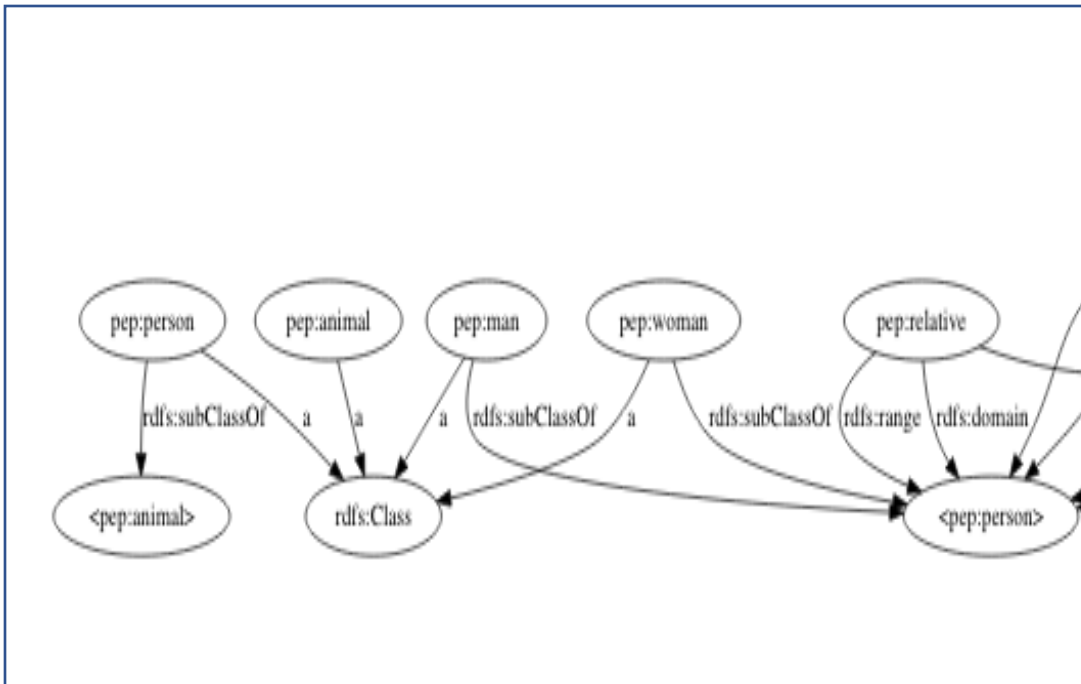 pep:person
pep:animal
pep:man
pep:woman
pep:relative
rdfs:subClassOf
a
a
a
rdfs:subClassOf
a
rdfs:subClassOf
rdfs:range
rdfs:domain
<pep:animal>
rdfs:Class
<pep:person>